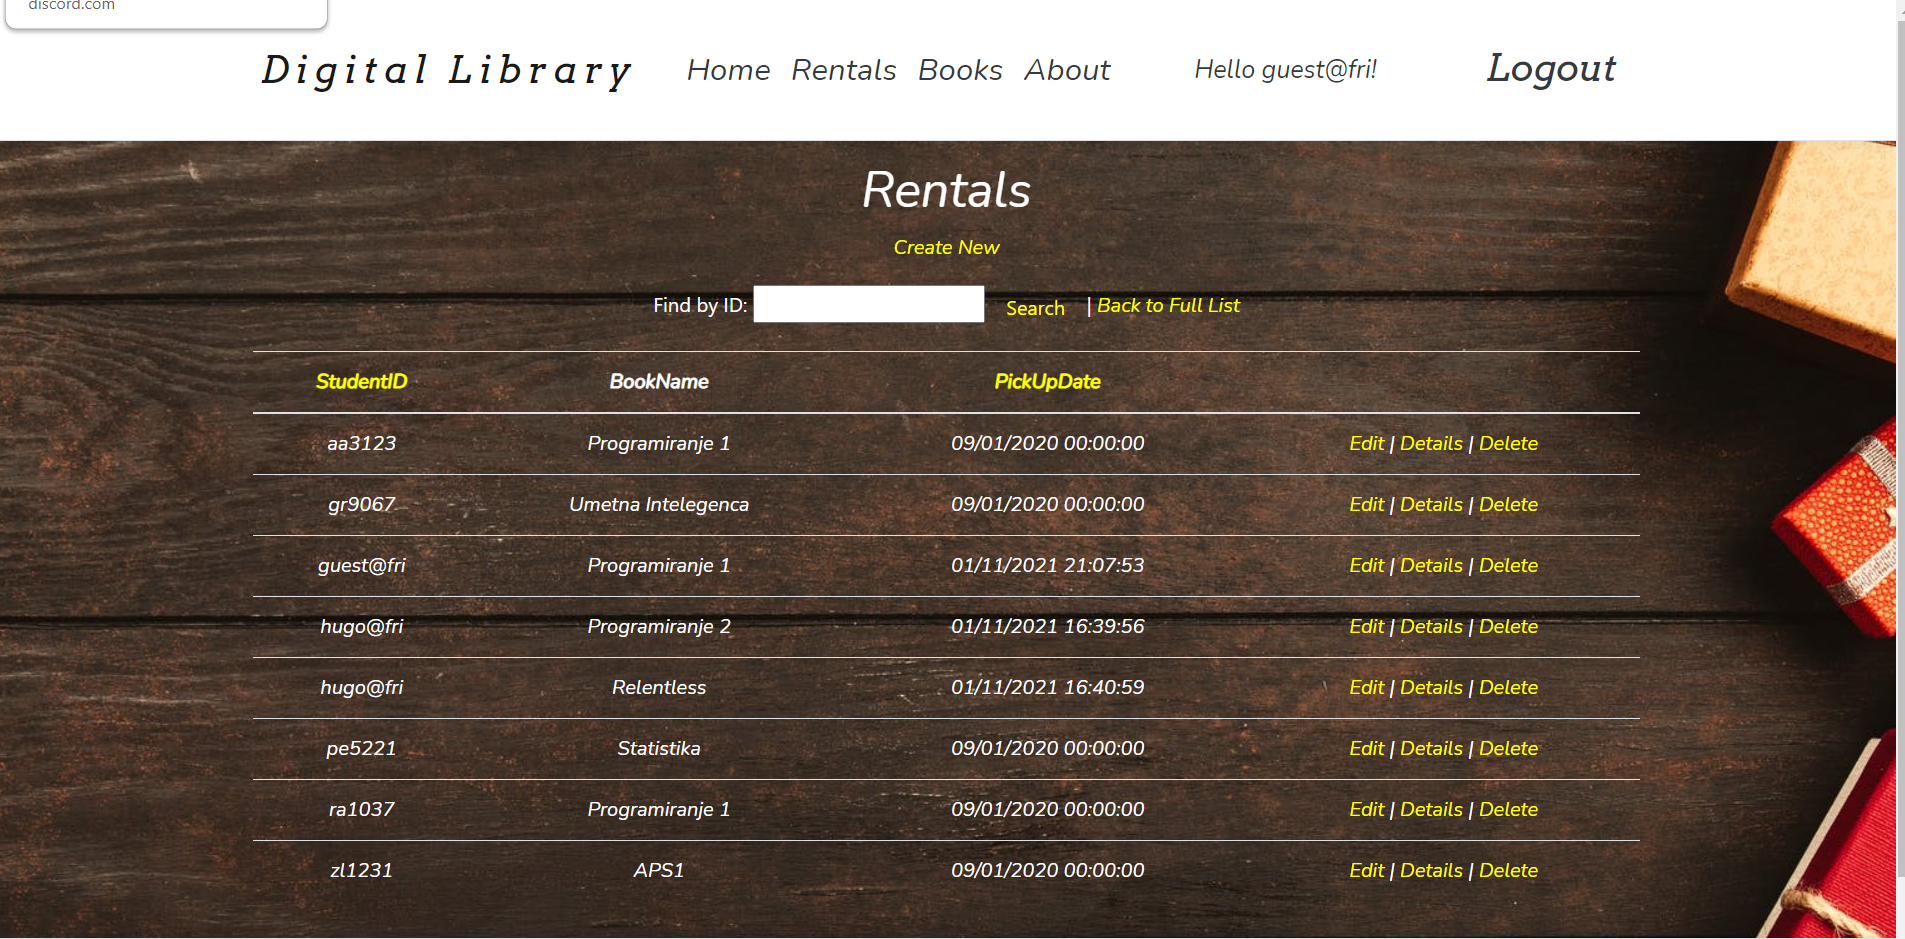 discord.com
Digital Library Home Rentals Books About Hello guest@fri! Logout
Rentals
Create New
Find by ID: Search | Back to Full List
StudentID BookName PickUpDate
aa3123 Programiranje 1 09/01/2020 00:00:00 Edit | Details | Delete
gr9067 Umetna Intelegenca 09/01/2020 00:00:00 Edit | Details | Delete
guest@fri Programiranje 1 01/11/2021 21:07:53 Edit | Details | Delete
hugo@fri Programiranje 2 01/11/2021 16:39:56 Edit | Details | Delete
hugo@fri Relentless 01/11/2021 16:40:59 Edit | Details | Delete
pe5221 Statistika 09/01/2020 00:00:00 Edit | Details | Delete
ra1037 Programiranje 1 09/01/2020 00:00:00 Edit | Details | Delete
zl1231 APS1 09/01/2020 00:00:00 Edit | Details | Delete